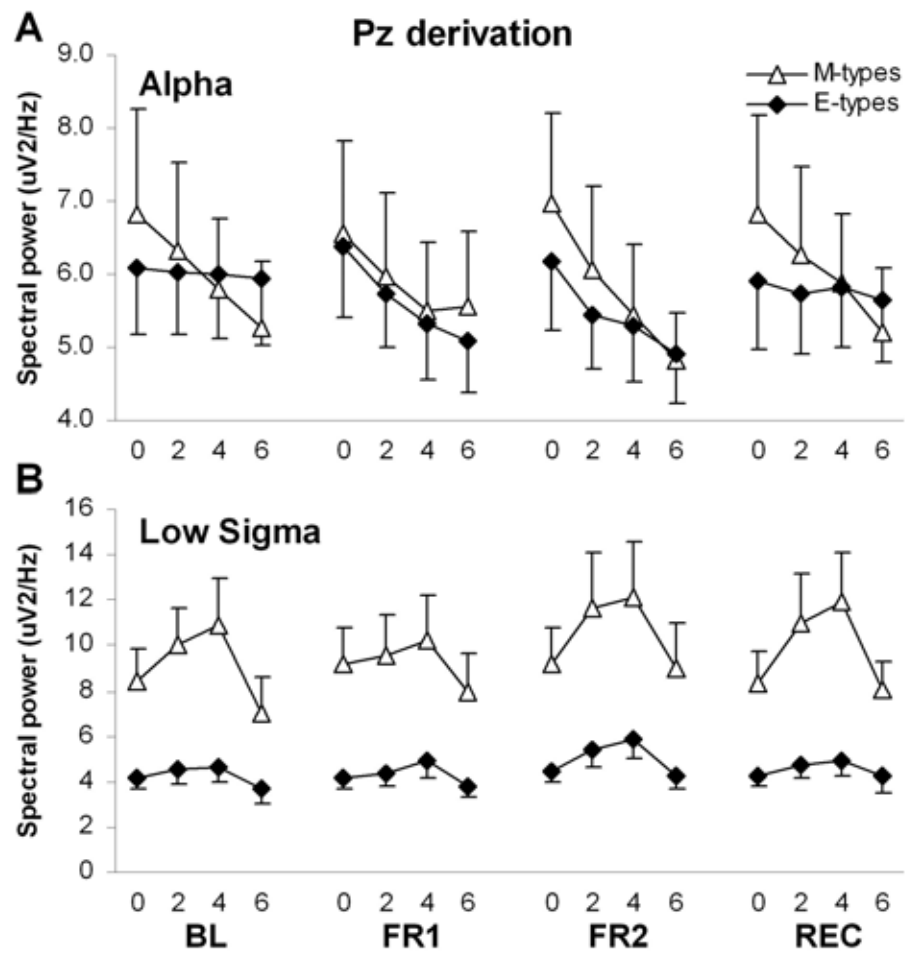 A
Pz derivation
Alpha
M-types
E-types
Spectral power (uV2/Hz)
9.0
8.0
7.0
6.0
5.0
4.0
0 2 4 6 0 2 4 6 0 2 4 6 0 2 4 6
B
Low Sigma
Spectral power (uV2/Hz)
16
14
12
10
8
6
4
2
0
0 2 4 6 0 2 4 6 0 2 4 6 0 2 4 6
BL FR1 FR2 REC